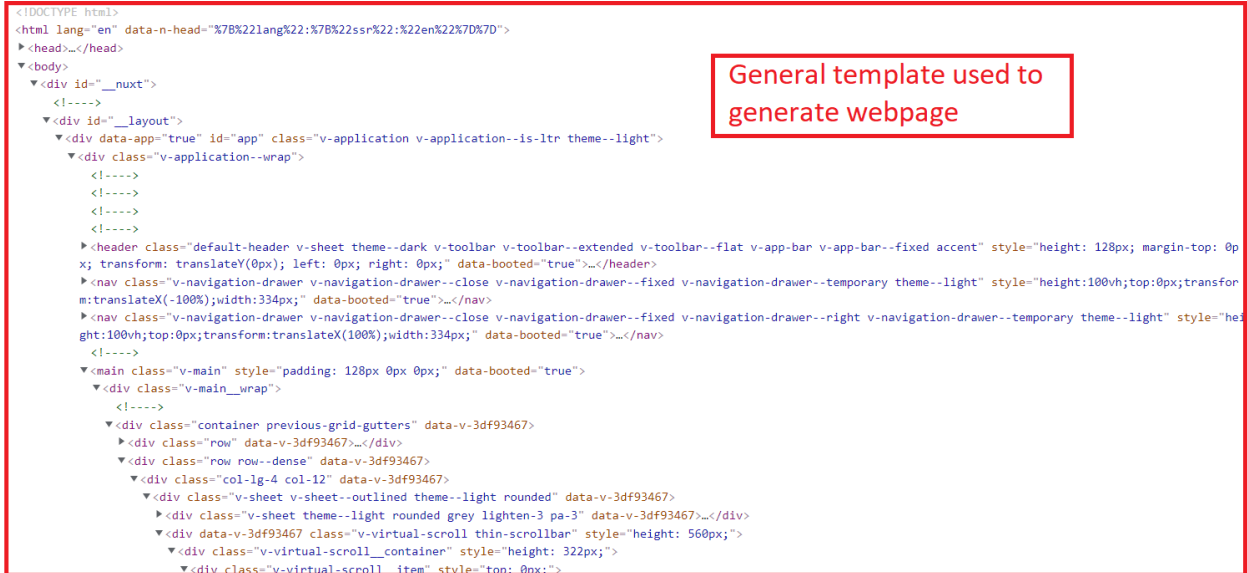 <!DOCTYPE html>
<html lang="en" data-n-head="%7B%22lang%22:%7B%22ssr%22:%22en%22%7D%7D">
▶<head>…</head>
▼<body>
▼<div id="__nuxt">
<!---->
▼<div id="__layout">
▼<div data-app="true" id="app" class="v-application v-application--is-ltr theme--light">
▼<div class="v-application--wrap">
<!---->
<!---->
<!---->
<!---->
▶<header class="default-header v-sheet theme--dark v-toolbar v-toolbar--extended v-toolbar--flat v-app-bar v-app-bar--fixed accent" style="height: 128px; margin-top: 0p
x; transform: translateY(0px); left: 0px; right: 0px;" data-booted="true">…</header>
▶<nav class="v-navigation-drawer v-navigation-drawer--close v-navigation-drawer--fixed v-navigation-drawer--temporary theme--light" style="height:100vh;top:0px;transfor
m:translateX(-100%);width:334px;" data-booted="true">…</nav>
▶<nav class="v-navigation-drawer v-navigation-drawer--close v-navigation-drawer--fixed v-navigation-drawer--right v-navigation-drawer--temporary theme--light" style="hei
ght:100vh;top:0px;transform:translateX(100%);width:334px;" data-booted="true">…</nav>
<!---->
▼<main class="v-main" style="padding: 128px 0px 0px;" data-booted="true">
▼<div class="v-main__wrap">
<!---->
▼<div class="container previous-grid-gutters" data-v-3df93467>
▶<div class="row" data-v-3df93467>…</div>
▼<div class="row row--dense" data-v-3df93467>
▼<div class="col-lg-4 col-12" data-v-3df93467>
▼<div class="v-sheet v-sheet--outlined theme--light rounded" data-v-3df93467>
▶<div class="v-sheet theme--light rounded grey lighten-3 pa-3" data-v-3df93467>…</div>
▼<div data-v-3df93467 class="v-virtual-scroll thin-scrollbar" style="height: 560px;">
▼<div class="v-virtual-scroll__container" style="height: 322px;">
▼<div class="v-virtual-scroll__item" style="top: 0px;">
General template used to
generate webpage